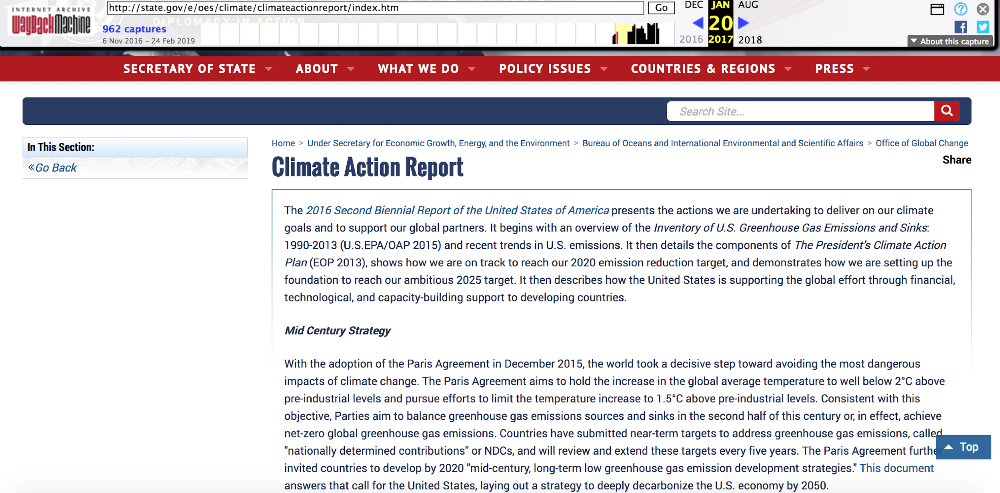 INTERNET ARCHIVE
WayBackMachine
http://state.gov/e/oes/climate/climateactionreport/index.htm
Go
DEC JAN AUG
DIPLOMACY IN ACTION
962 captures
20
6 Nov 2016 – 24 Feb 2019
2016 2017 2018
About this capture
SECRETARY OF STATE ABOUT WHAT WE DO POLICY ISSUES COUNTRIES & REGIONS PRESS
Search Site...
In This Section:
«Go Back
Home > Under Secretary for Economic Growth, Energy, and the Environment > Bureau of Oceans and International Environmental and Scientific Affairs > Office of Global Change
Share
Climate Action Report
The 2016 Second Biennial Report of the United States of America presents the actions we are undertaking to deliver on our climate
goals and to support our global partners. It begins with an overview of the Inventory of U.S. Greenhouse Gas Emissions and Sinks:
1990-2013 (U.S.EPA/OAP 2015) and recent trends in U.S. emissions. It then details the components of The President's Climate Action
Plan (EOP 2013), shows how we are on track to reach our 2020 emission reduction target, and demonstrates how we are setting up the
foundation to reach our ambitious 2025 target. It then describes how the United States is supporting the global effort through financial,
technological, and capacity-building support to developing countries.
Mid Century Strategy
With the adoption of the Paris Agreement in December 2015, the world took a decisive step toward avoiding the most dangerous
impacts of climate change. The Paris Agreement aims to hold the increase in the global average temperature to well below 2°C above
pre-industrial levels and pursue efforts to limit the temperature increase to 1.5°C above pre-industrial levels. Consistent with this
objective, Parties aim to balance greenhouse gas emissions sources and sinks in the second half of this century or, in effect, achieve
net-zero global greenhouse gas emissions. Countries have submitted near-term targets to address greenhouse gas emissions, called
"nationally determined contributions" or NDCs, and will review and extend these targets every five years. The Paris Agreement further
Top
invited countries to develop by 2020 "mid-century, long-term low greenhouse gas emission development strategies." This document
answers that call for the United States, laying out a strategy to deeply decarbonize the U.S. economy by 2050.